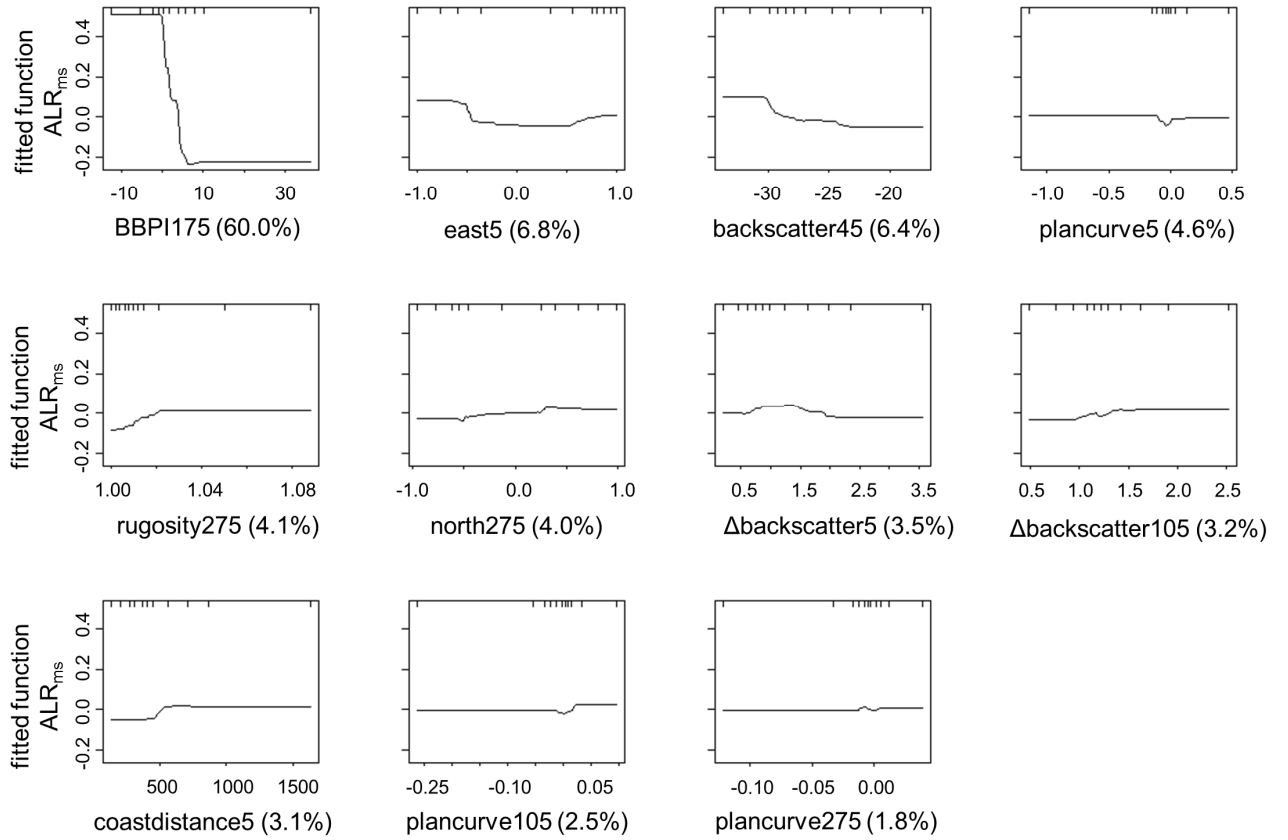 fitted function
ALRms
0.4
0.2
0.0
-0.2
-10 10 30
BBPI175 (60.0%)
-1.0 0.0 1.0
east5 (6.8%)
-30 -25 -20
backscatter45 (6.4%)
-1.0 -0.5 0.0 0.5
plancurve5 (4.6%)
fitted function
ALRms
0.4
0.2
0.0
-0.2
1.00 1.04 1.08
rugosity275 (4.1%)
-1.0 0.0 1.0
north275 (4.0%)
0.5 1.5 2.5 3.5
Δbackscatter5 (3.5%)
0.5 1.0 1.5 2.0 2.5
Δbackscatter105 (3.2%)
fitted function
ALRms
0.4
0.2
0.0
-0.2
500 1000 1500
coastdistance5 (3.1%)
-0.25 -0.10 0.05
plancurve105 (2.5%)
-0.10 -0.05 0.00
plancurve275 (1.8%)